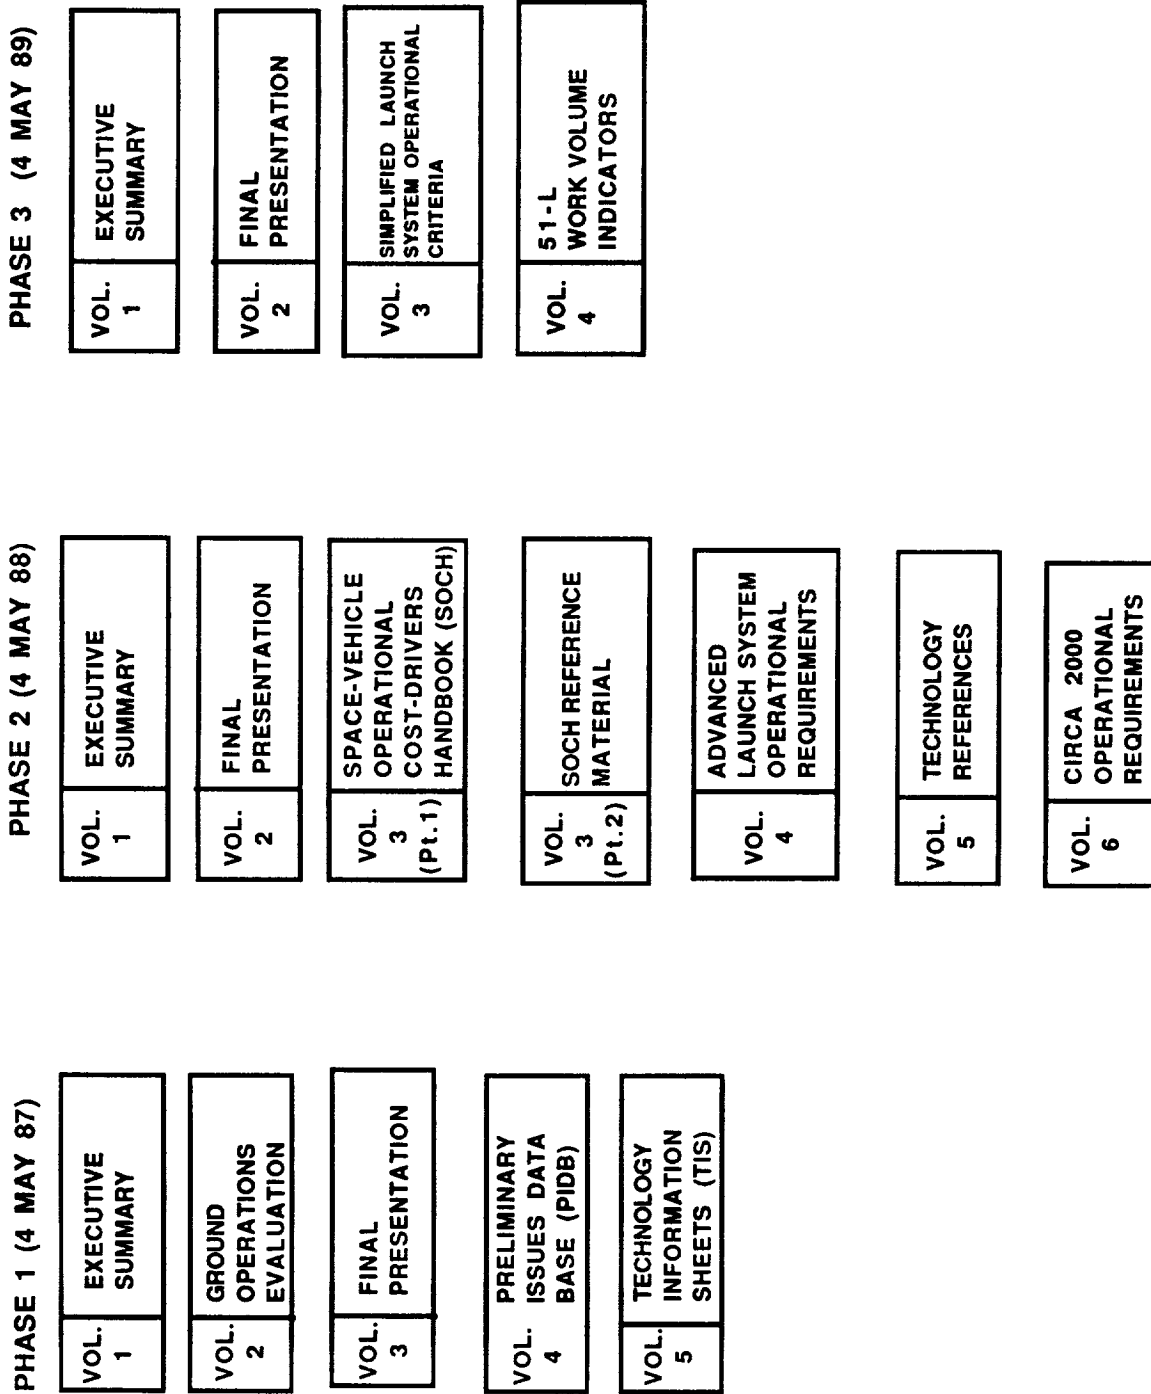 PHASE 1 (4 MAY 87)
VOL.
1
EXECUTIVE
SUMMARY
VOL.
2
GROUND
OPERATIONS
EVALUATION
VOL.
3
FINAL
PRESENTATION
VOL.
4
PRELIMINARY
ISSUES DATA
BASE (PIDB)
VOL.
5
TECHNOLOGY
INFORMATION
SHEETS (TIS)
PHASE 2 (4 MAY 88)
VOL.
1
EXECUTIVE
SUMMARY
VOL.
2
FINAL
PRESENTATION
VOL.
3
(Pt.1)
SPACE-VEHICLE
OPERATIONAL
COST-DRIVERS
HANDBOOK (SOCH)
VOL.
3
(Pt.2)
SOCH REFERENCE
MATERIAL
VOL.
4
ADVANCED
LAUNCH SYSTEM
OPERATIONAL
REQUIREMENTS
VOL.
5
TECHNOLOGY
REFERENCES
VOL.
6
CIRCA 2000
OPERATIONAL
REQUIREMENTS
PHASE 3 (4 MAY 89)
VOL.
1
EXECUTIVE
SUMMARY
VOL.
2
FINAL
PRESENTATION
VOL.
3
SIMPLIFIED LAUNCH
SYSTEM OPERATIONAL
CRITERIA
VOL.
4
51-L
WORK VOLUME
INDICATORS